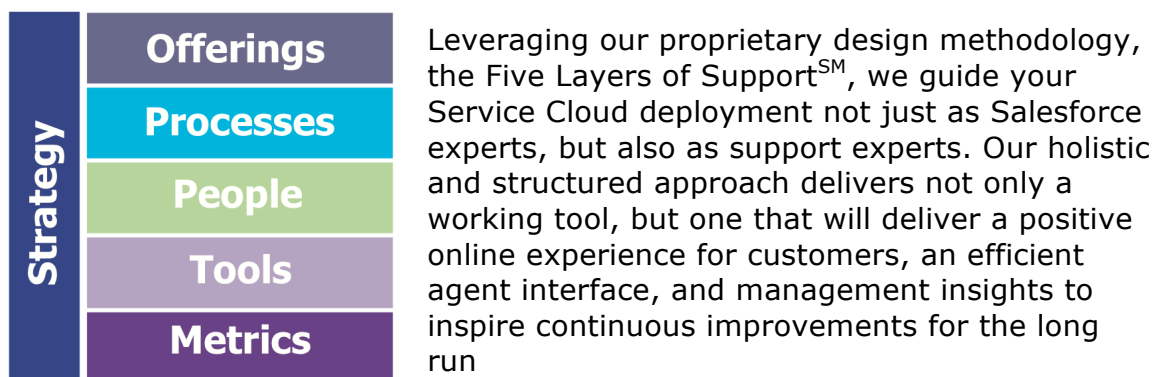 Strategy
Offerings
Processes
People
Tools
Metrics
Leveraging our proprietary design methodology,
the Five Layers of Support℠, we guide your
Service Cloud deployment not just as Salesforce
experts, but also as support experts. Our holistic
and structured approach delivers not only a
working tool, but one that will deliver a positive
online experience for customers, an efficient
agent interface, and management insights to
inspire continuous improvements for the long
run